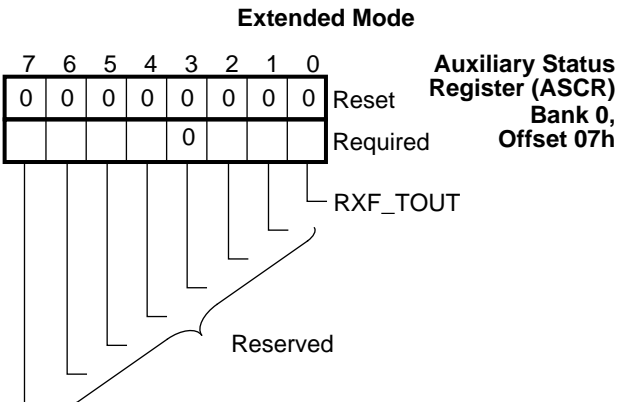 Extended Mode
7 6 5 4 3 2 1 0
Auxiliary Status
Register (ASCR)
Bank 0,
Offset 07h
0 0 0 0 0 0 0 0 Reset
0 Required
RXF_TOUT
Reserved